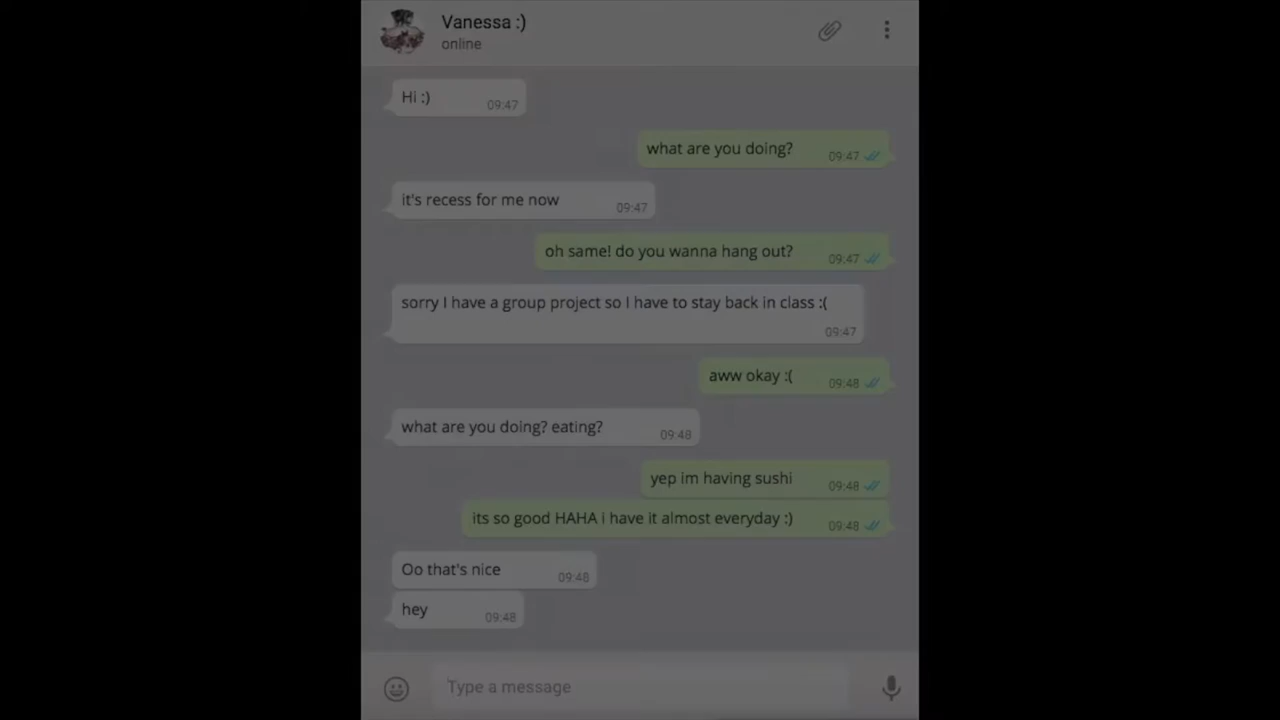 Vanessa :)
online
Hi :)
09:47
what are you doing?
09:47
it's recess for me now
09:47
oh same! do you wanna hang out?
09:47
sorry I have a group project so I have to stay back in class :(
09:47
aww okay :(
09:48
what are you doing? eating?
09:48
yep im having sushi
09:48
its so good HAHA i have it almost everyday :)
09:48
Oo that's nice
09:48
hey
09:48
Type a message